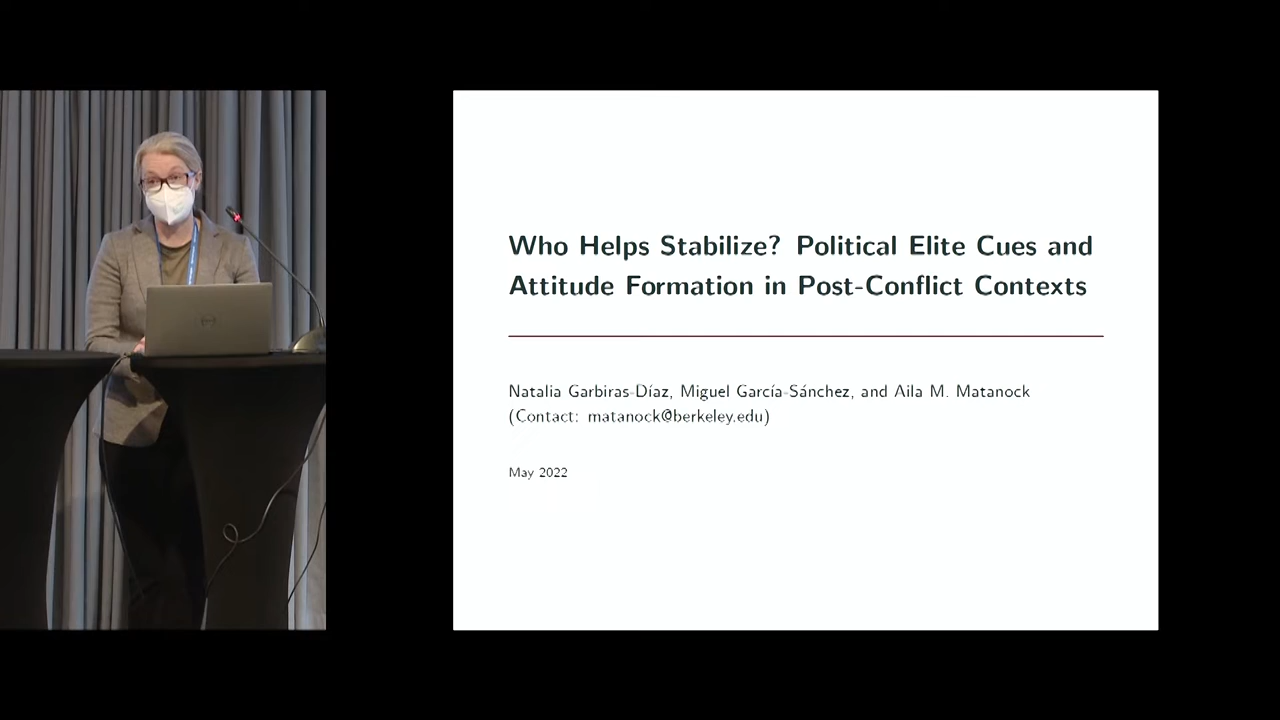 Who Helps Stabilize? Political Elite Cues and
Attitude Formation in Post-Conflict Contexts
Natalia Garbiras-Díaz, Miguel García-Sánchez, and Aila M. Matanock
(Contact: matanock@berkeley.edu)
May 2022